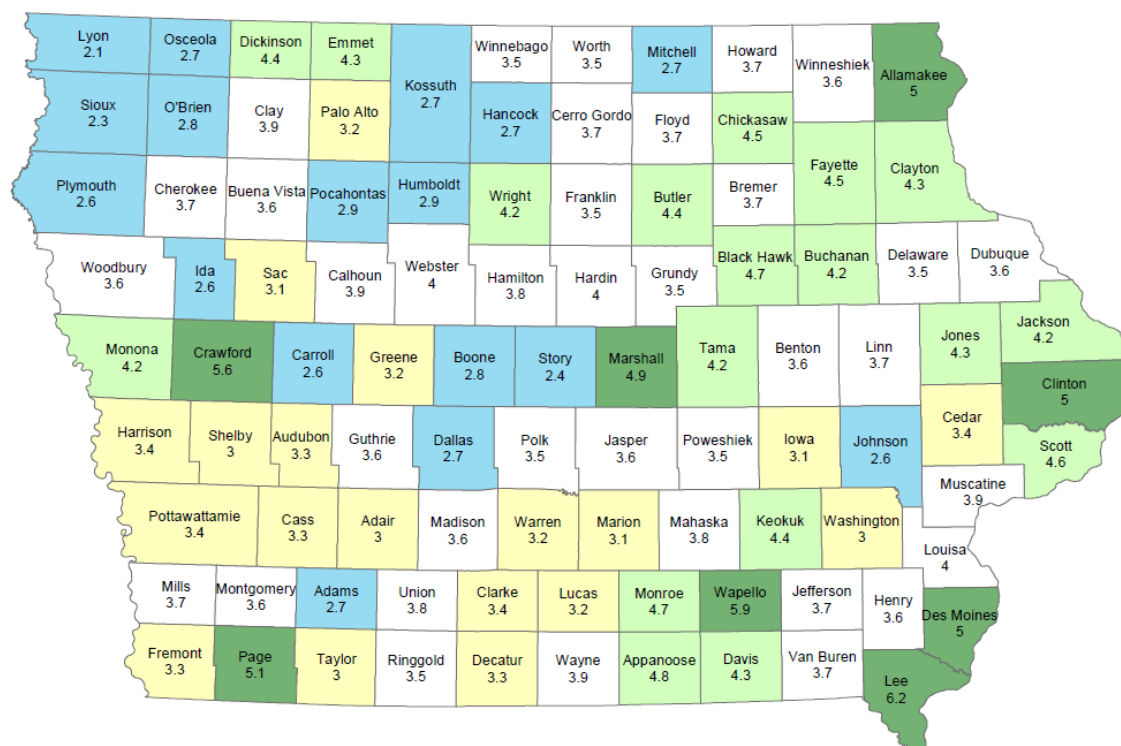 Lyon
2.1
Osceola
2.7
Dickinson
4.4
Emmet
4.3
Kossuth
2.7
Winnebago
3.5
Worth
3.5
Mitchell
2.7
Howard
3.7
Winneshiek
3.6
Allamakee
5
Sioux
2.3
O'Brien
2.8
Clay
3.9
Palo Alto
3.2
Hancock
2.7
Cerro Gordo
3.7
Floyd
3.7
Chickasaw
4.5
Fayette
4.5
Clayton
4.3
Plymouth
2.6
Cherokee
3.7
Buena Vista
3.6
Pocahontas
2.9
Humboldt
2.9
Wright
4.2
Franklin
3.5
Butler
4.4
Bremer
3.7
Woodbury
3.6
Ida
2.6
Sac
3.1
Calhoun
3.9
Webster
4
Hamilton
3.8
Hardin
4
Grundy
3.5
Black Hawk
4.7
Buchanan
4.2
Delaware
3.5
Dubuque
3.6
Monona
4.2
Crawford
5.6
Carroll
2.6
Greene
3.2
Boone
2.8
Story
2.4
Marshall
4.9
Tama
4.2
Benton
3.6
Linn
3.7
Jones
4.3
Jackson
4.2
Clinton
5
Harrison
3.4
Shelby
3
Audubon
3.3
Guthrie
3.6
Dallas
2.7
Polk
3.5
Jasper
3.6
Poweshiek
3.5
Iowa
3.1
Johnson
2.6
Cedar
3.4
Scott
4.6
Muscatine
3.9
Pottawattamie
3.4
Cass
3.3
Adair
3
Madison
3.6
Warren
3.2
Marion
3.1
Mahaska
3.8
Keokuk
4.4
Washington
3
Louisa
4
Mills
3.7
Montgomery
3.6
Adams
2.7
Union
3.8
Clarke
3.4
Lucas
3.2
Monroe
4.7
Wapello
5.9
Jefferson
3.7
Henry
3.6
Des Moines
5
Fremont
3.3
Page
5.1
Taylor
3
Ringgold
3.5
Decatur
3.3
Wayne
3.9
Appanoose
4.8
Davis
4.3
Van Buren
3.7
Lee
6.2